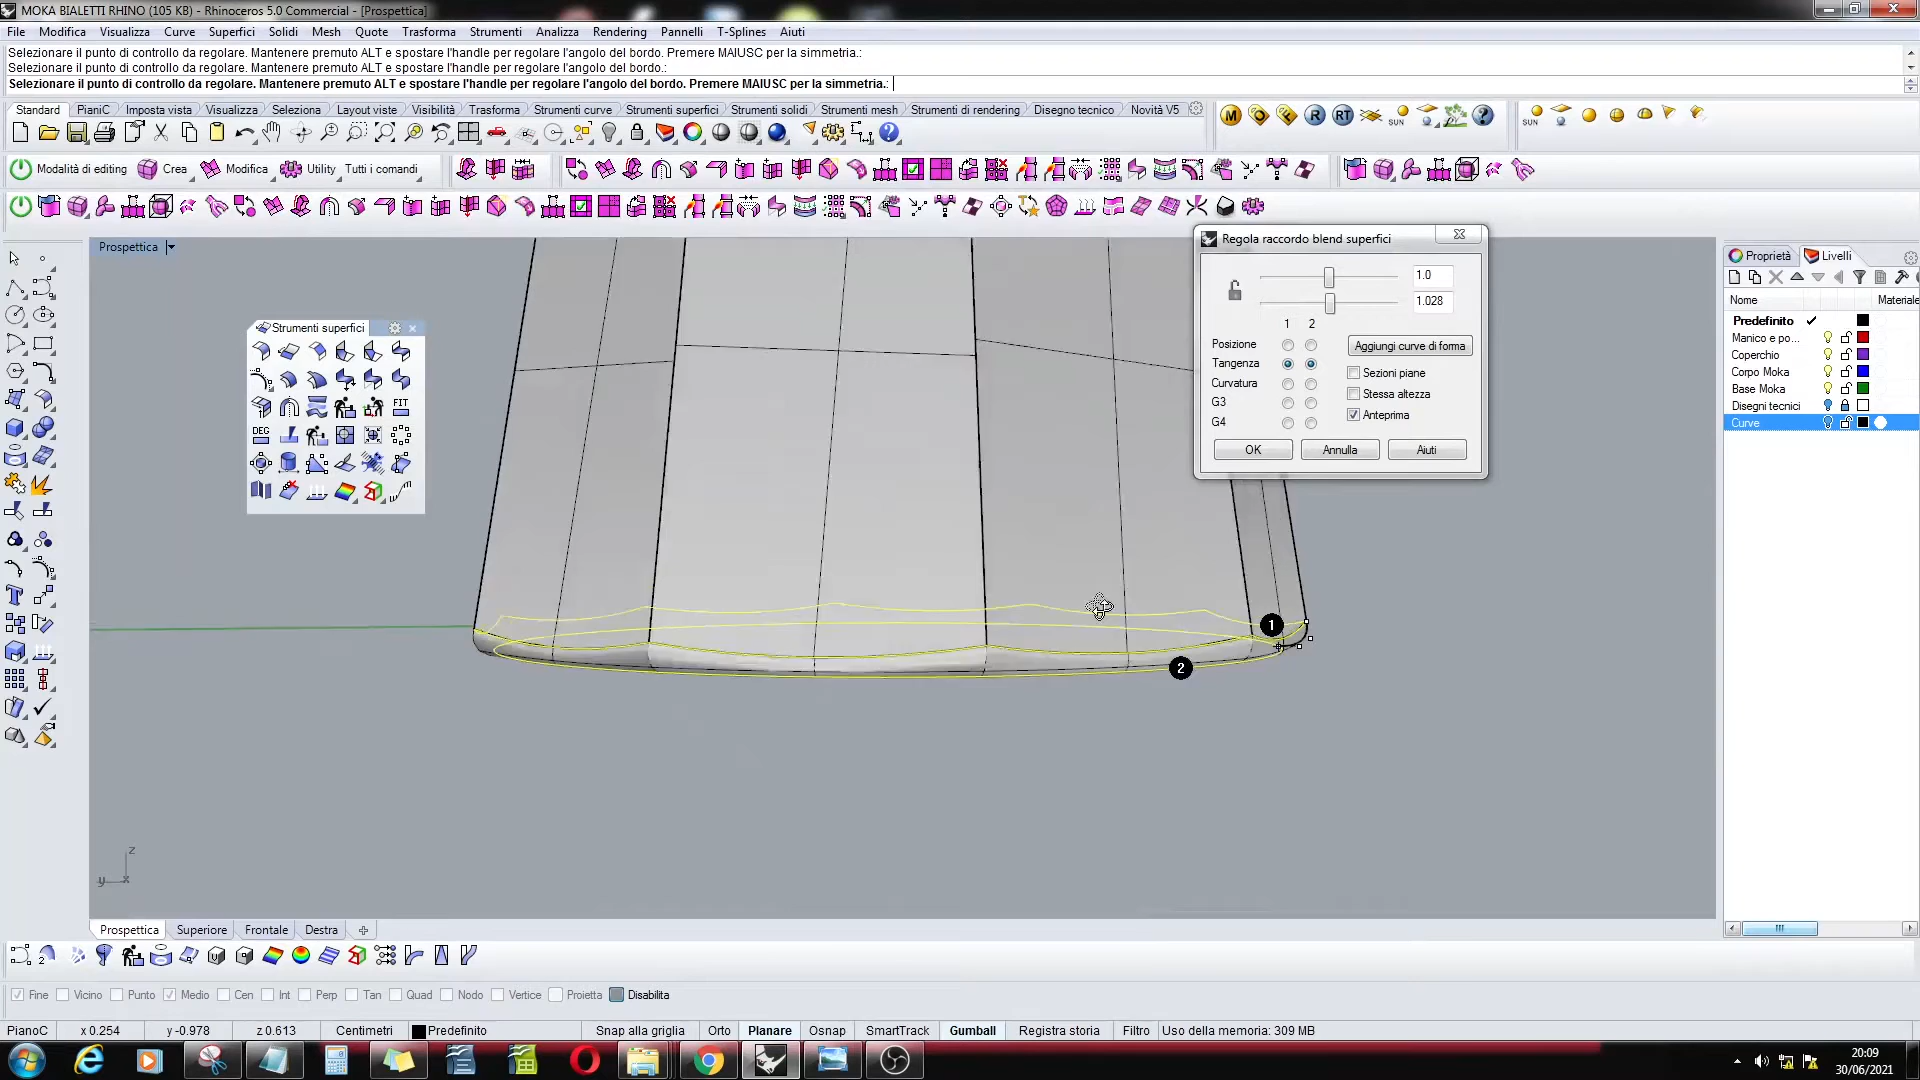 MOKA BIALETTI RHINO (105 KB) - Rhinoceros 5.0 Commercial - [Prospettica]
File Modifica Visualizza Curve Superfici Solidi Mesh Quote Trasforma Strumenti Analizza Rendering Pannelli T-Splines Aiuti
Selezionare il punto di controllo da regolare. Mantenere premuto ALT e spostare l'handle per regolare l'angolo del bordo. Premere MAIUSC per la simmetria.:
Selezionare il punto di controllo da regolare. Mantenere premuto ALT e spostare l'handle per regolare l'angolo del bordo.:
Selezionare il punto di controllo da regolare. Mantenere premuto ALT e spostare l'handle per regolare l'angolo del bordo. Premere MAIUSC per la simmetria.:
Standard PianiC Imposta vista Visualizza Seleziona Layout viste Visibilità Trasforma Strumenti curve Strumenti superfici Strumenti solidi Strumenti mesh Strumenti di rendering Disegno tecnico Novità V5
M R RT SUN SUN
Modalità di editing Crea Modifica Utility Tutti i comandi
Prospettica
Regola raccordo blend superfici
1.0
1.028
1 2
Posizione
Tangenza
Curvatura
G3
G4
Aggiungi curve di forma
Sezioni piane
Stessa altezza
Anteprima
OK Annulla Aiuti
Strumenti superfici
FIT
DEG
Proprietà Livelli
Nome Materiale
Predefinito
Manico e po...
Coperchio
Corpo Moka
Base Moka
Disegni tecnici
Curve
1
2
z
y x
Prospettica Superiore Frontale Destra
Fine Vicino Punto Medio Cen Int Perp Tan Quad Nodo Vertice Proietta Disabilita
PianoC x 0.254 y -0.978 z 0.613 Centimetri Predefinito Snap alla griglia Orto Planare Osnap SmartTrack Gumball Registra storia Filtro Uso della memoria: 309 MB
20:09
30/06/2021